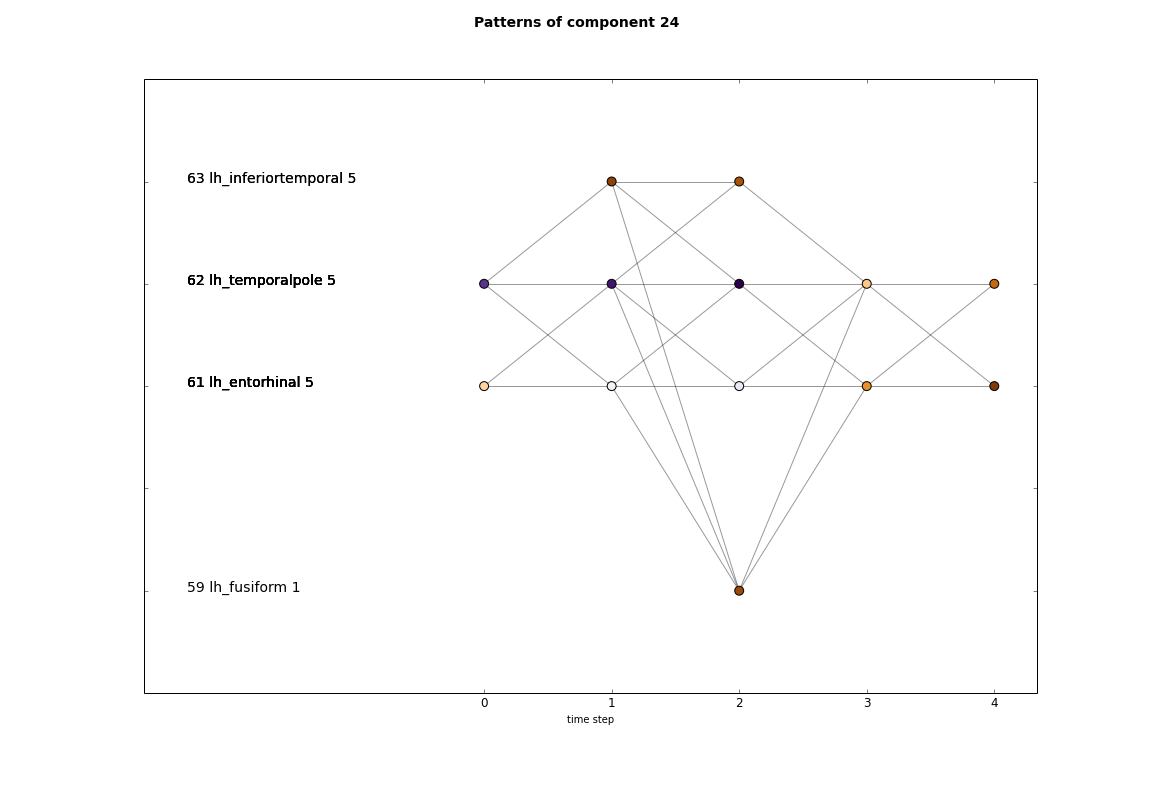 Patterns of component 24
63 lh_inferiortemporal 5
62 lh_temporalpole 5
61 lh_entorhinal 5
59 lh_fusiform 1
0 1 2 3 4
time step